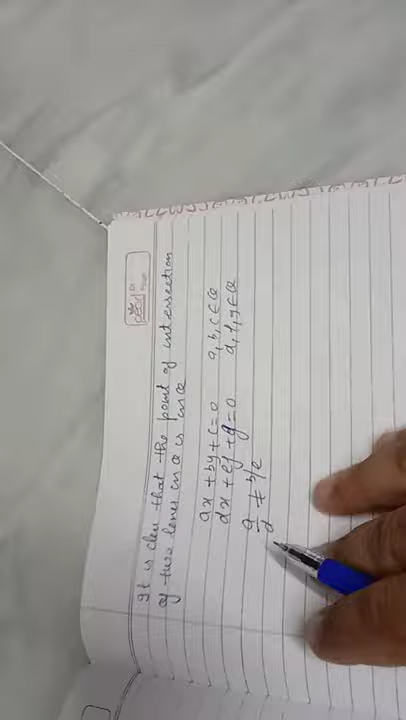 It is clear that the point of intersection
of two lines in Q is in Q
ax + by + c = 0 a, b, c ∈ Q
dx + ey + g = 0 d, f, g ∈ Q
a/d ≠ b/e